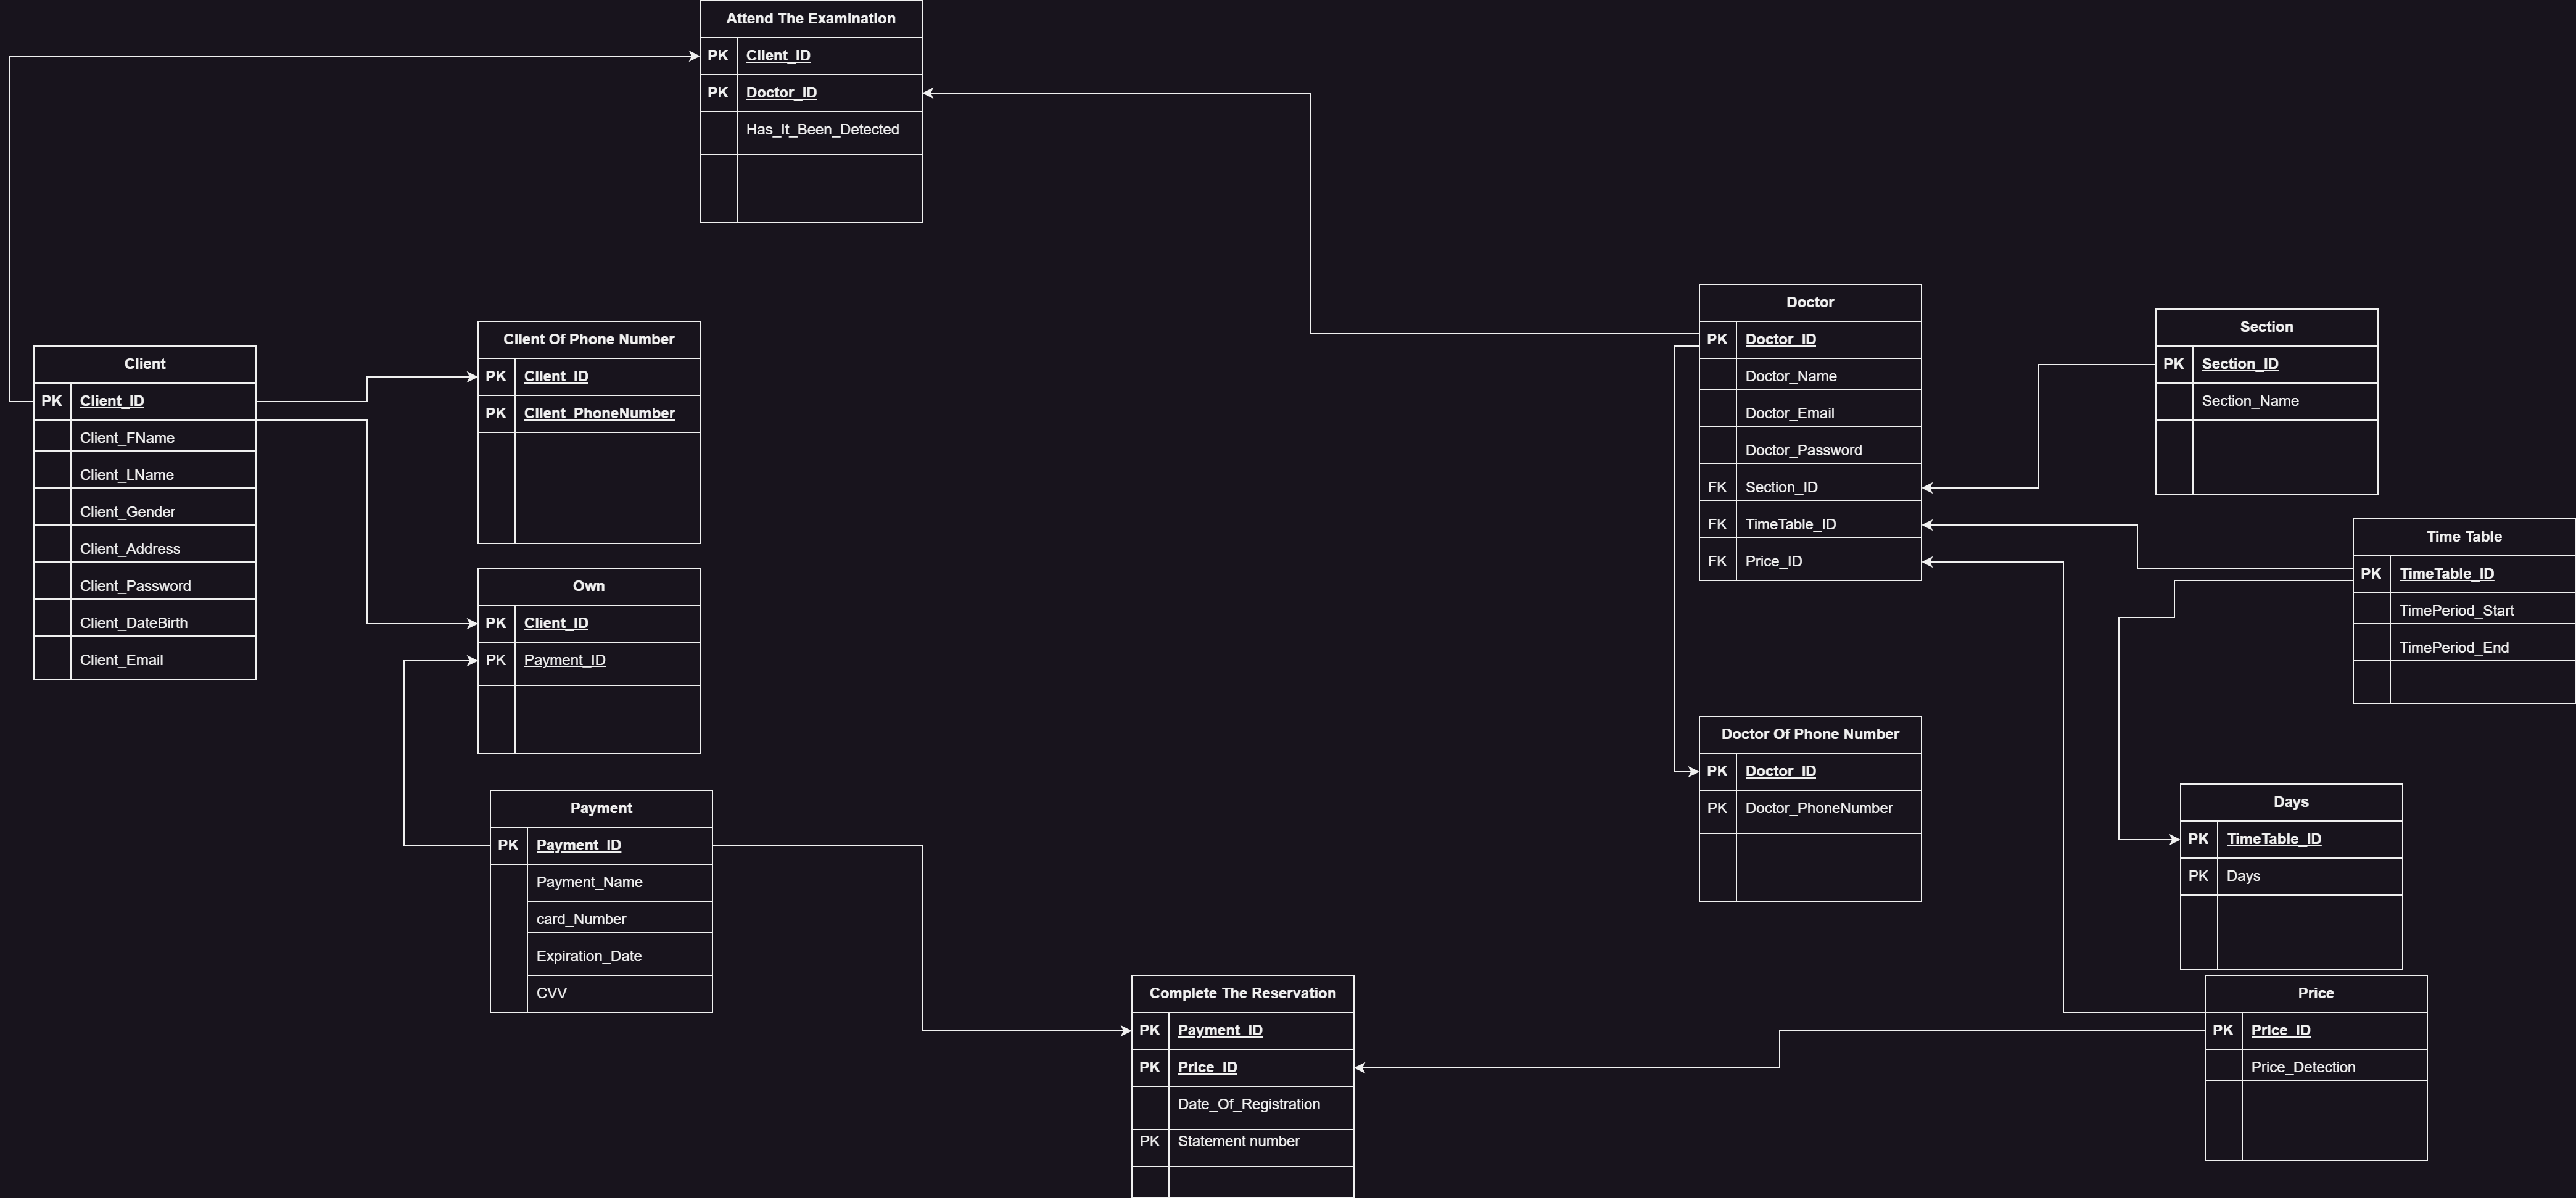 Attend The Examination
PK Client_ID
PK Doctor_ID
Has_It_Been_Detected
Client
PK Client_ID
Client_FName
Client_LName
Client_Gender
Client_Address
Client_Password
Client_DateBirth
Client_Email
Client Of Phone Number
PK Client_ID
PK Client_PhoneNumber
Own
PK Client_ID
PK Payment_ID
Payment
PK Payment_ID
Payment_Name
card_Number
Expiration_Date
CVV
Complete The Reservation
PK Payment_ID
PK Price_ID
Date_Of_Registration
PK Statement number
Doctor
PK Doctor_ID
Doctor_Name
Doctor_Email
Doctor_Password
FK Section_ID
FK TimeTable_ID
FK Price_ID
Doctor Of Phone Number
PK Doctor_ID
PK Doctor_PhoneNumber
Section
PK Section_ID
Section_Name
Time Table
PK TimeTable_ID
TimePeriod_Start
TimePeriod_End
Days
PK TimeTable_ID
PK Days
Price
PK Price_ID
Price_Detection